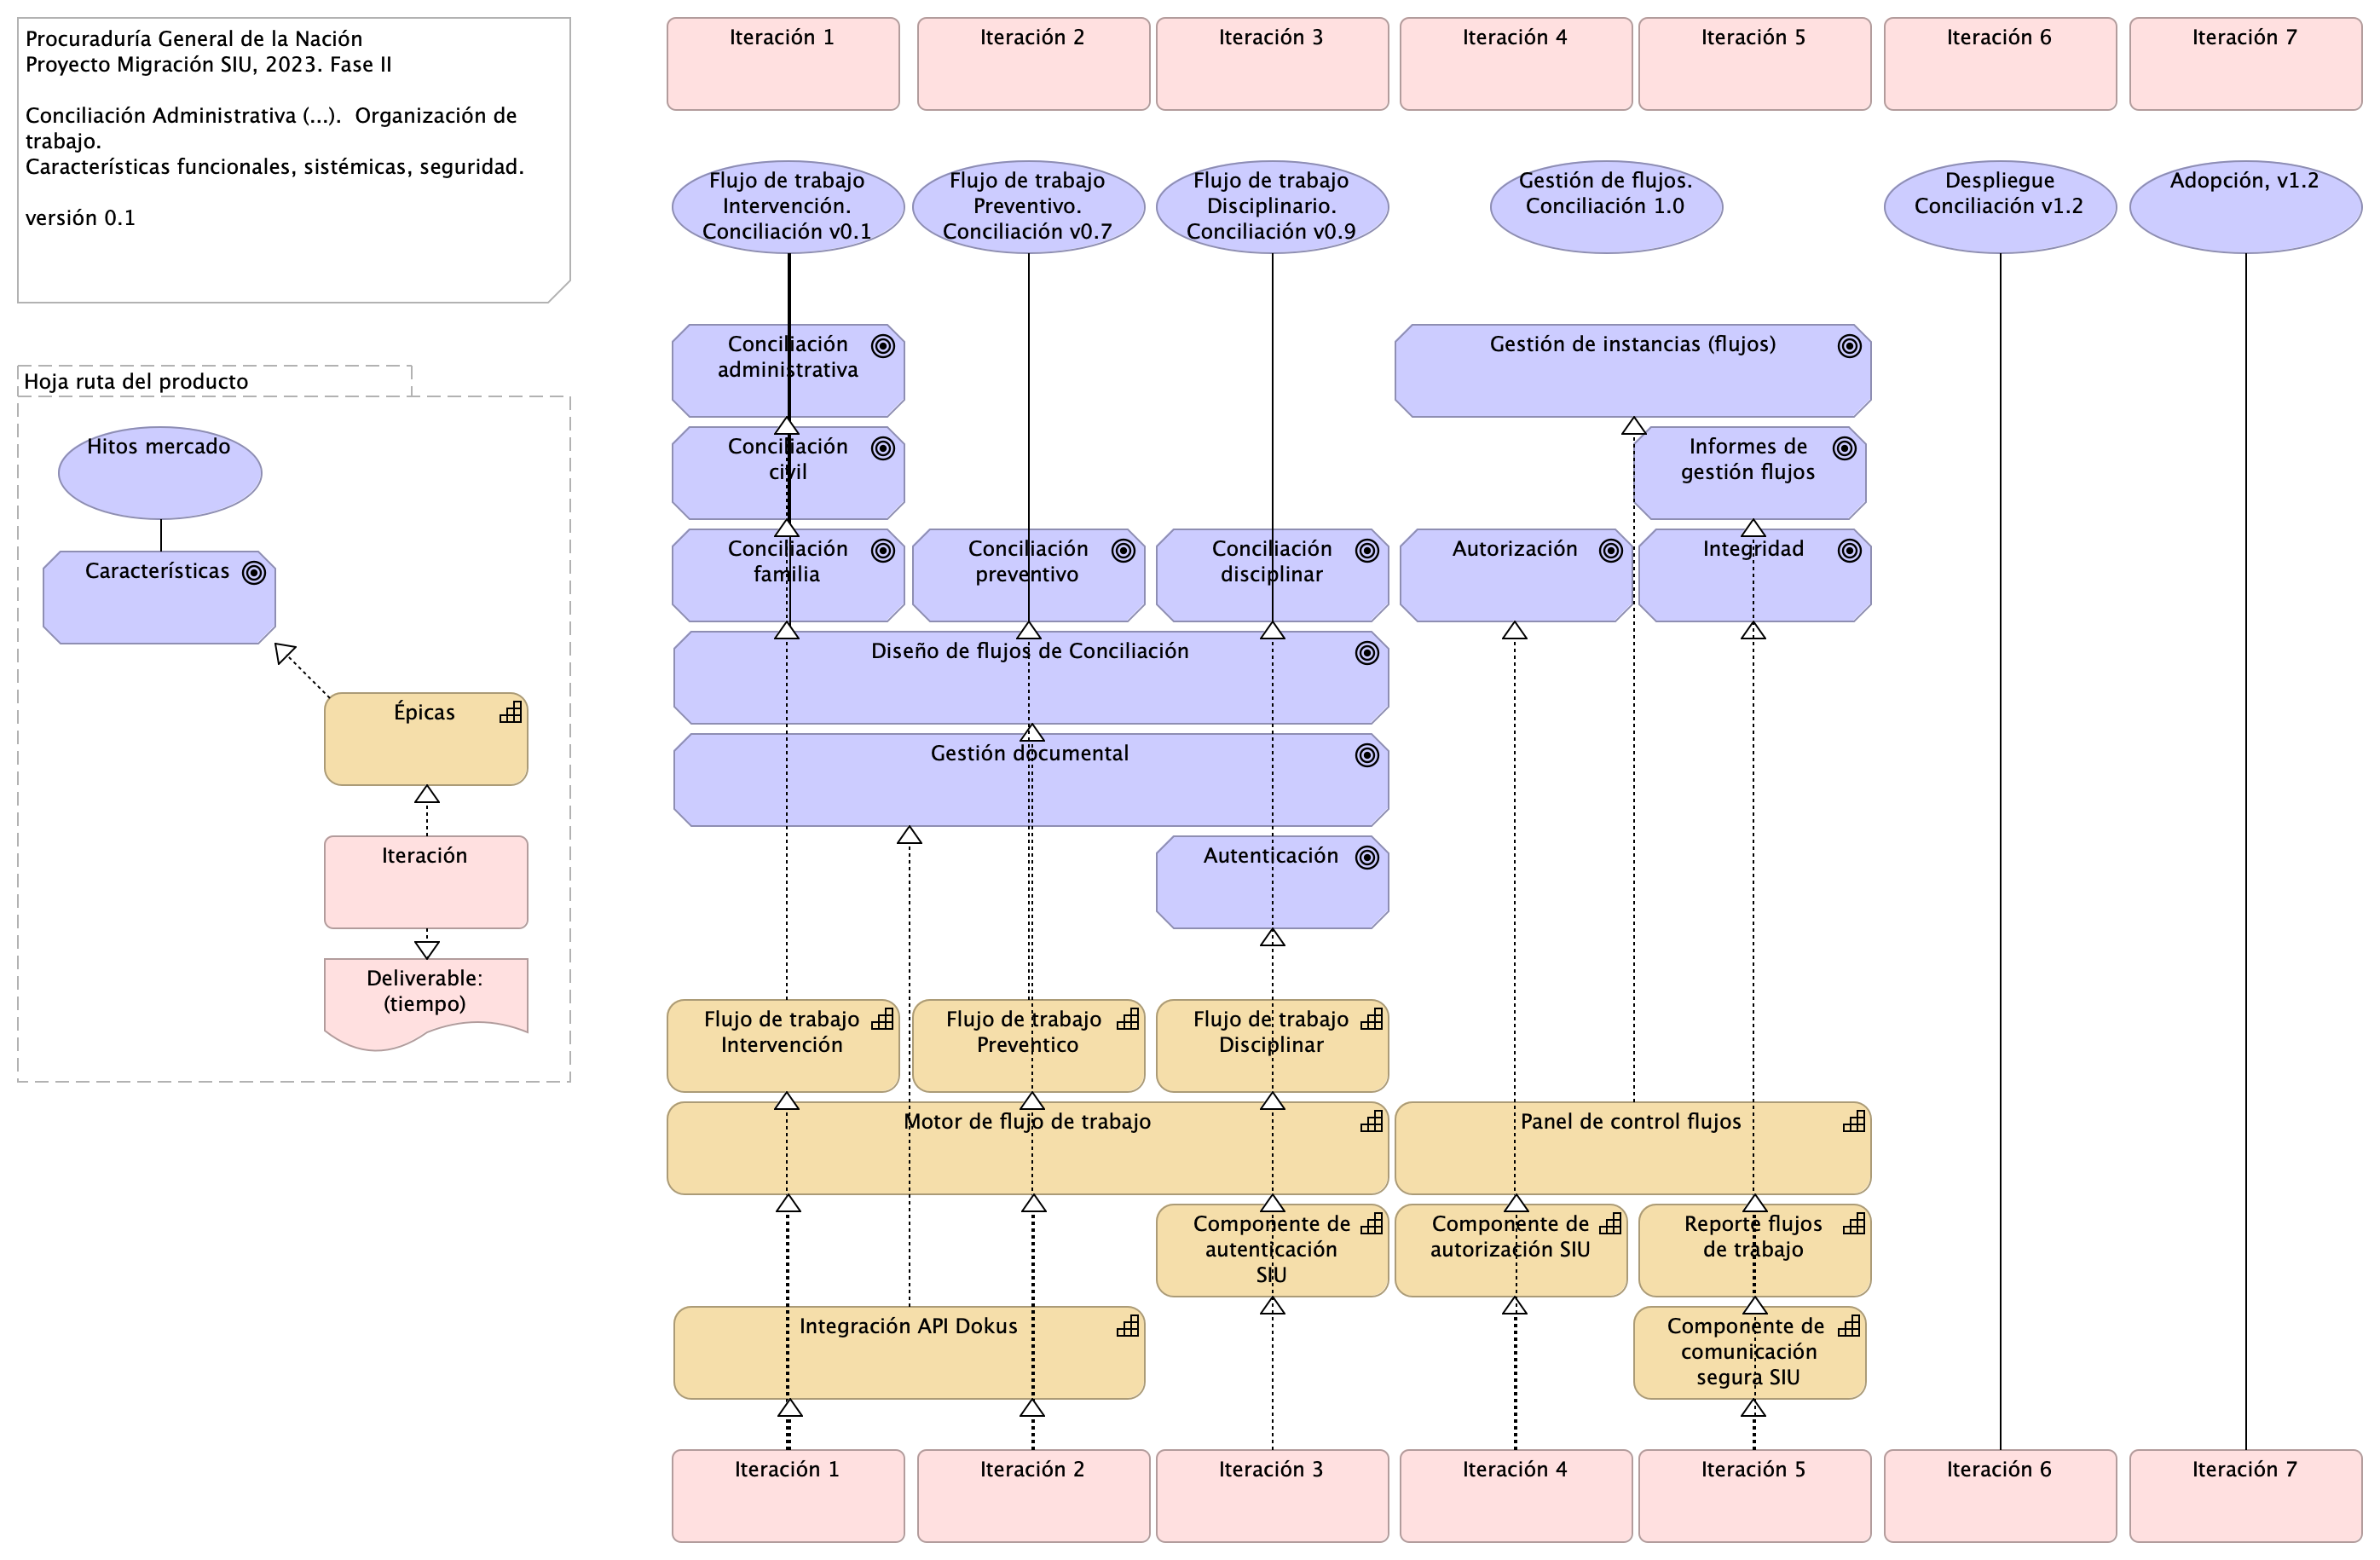 Procuraduría General de la Nación
Proyecto Migración SIU, 2023. Fase II
Conciliación Administrativa (...).  Organización de
trabajo.
Características funcionales, sistémicas, seguridad.
versión 0.1
Hoja ruta del producto
Hitos mercado
Características
Épicas
Iteración
Deliverable:
(tiempo)
Iteración 1
Iteración 2
Iteración 3
Iteración 4
Iteración 5
Iteración 6
Iteración 7
Flujo de trabajo
Intervención.
Conciliación v0.1
Flujo de trabajo
Preventivo.
Conciliación v0.7
Flujo de trabajo
Disciplinario.
Conciliación v0.9
Gestión de flujos.
Conciliación 1.0
Despliegue
Conciliación v1.2
Adopción, v1.2
Conciliación
administrativa
Gestión de instancias (flujos)
Conciliación
civil
Informes de
gestión flujos
Conciliación
familia
Conciliación
preventivo
Conciliación
disciplinar
Autorización
Integridad
Diseño de flujos de Conciliación
Gestión documental
Autenticación
Flujo de trabajo
Intervención
Flujo de trabajo
Preventico
Flujo de trabajo
Disciplinar
Motor de flujo de trabajo
Panel de control flujos
Componente de
autenticación
SIU
Componente de
autorización SIU
Reporte flujos
de trabajo
Integración API Dokus
Componente de
comunicación
segura SIU
Iteración 1
Iteración 2
Iteración 3
Iteración 4
Iteración 5
Iteración 6
Iteración 7